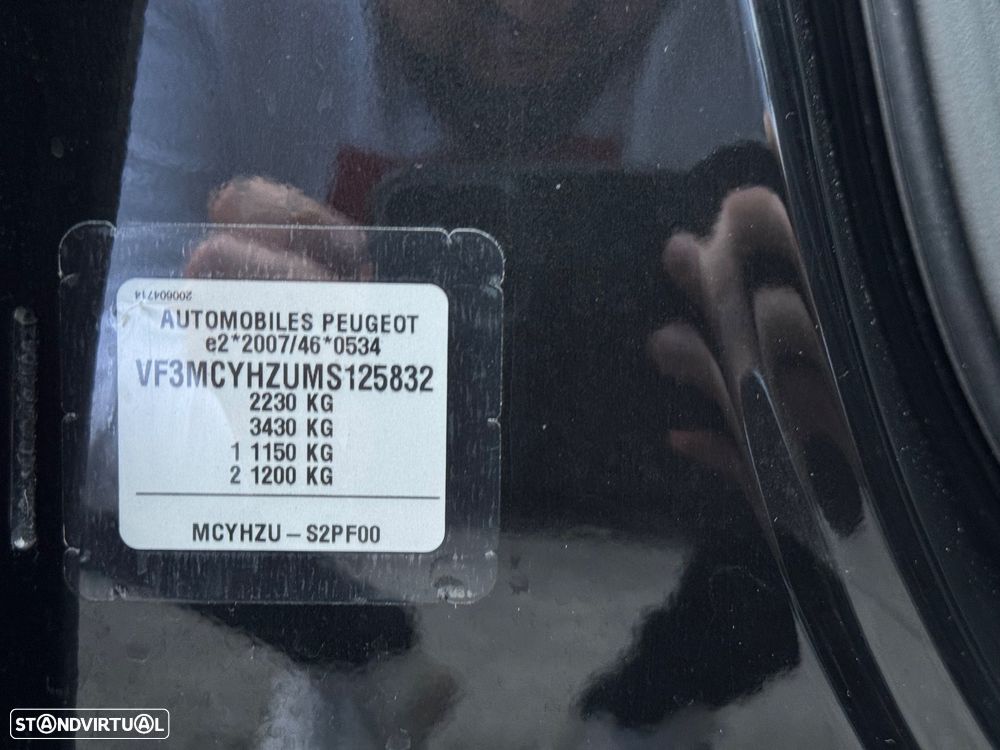 200604714
AUTOMOBILES PEUGEOT
e2*2007/46*0534
VF3MCYHZUMS125832
2230 KG
3430 KG
1 1150 KG
2 1200 KG
MCYHZU – S2PF00
STANDVIRTUAL